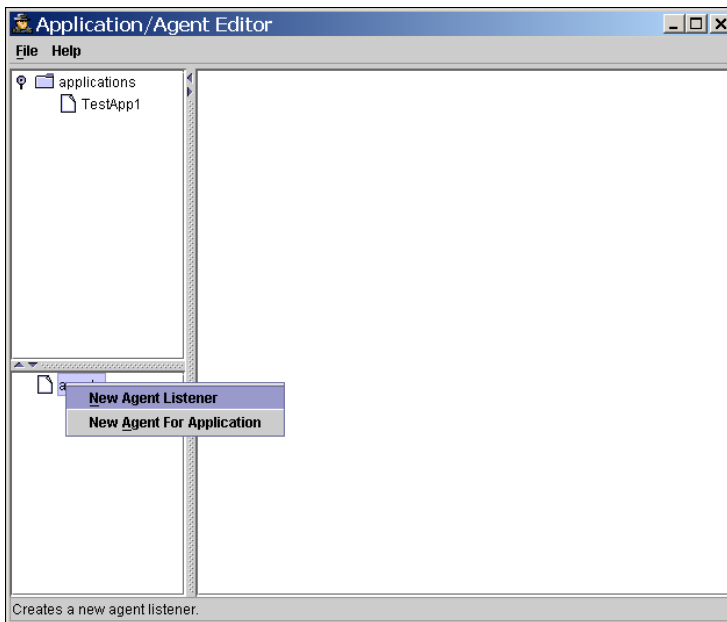 Application/Agent Editor
File Help
applications
TestApp1
New Agent Listener
New Agent For Application
Creates a new agent listener.